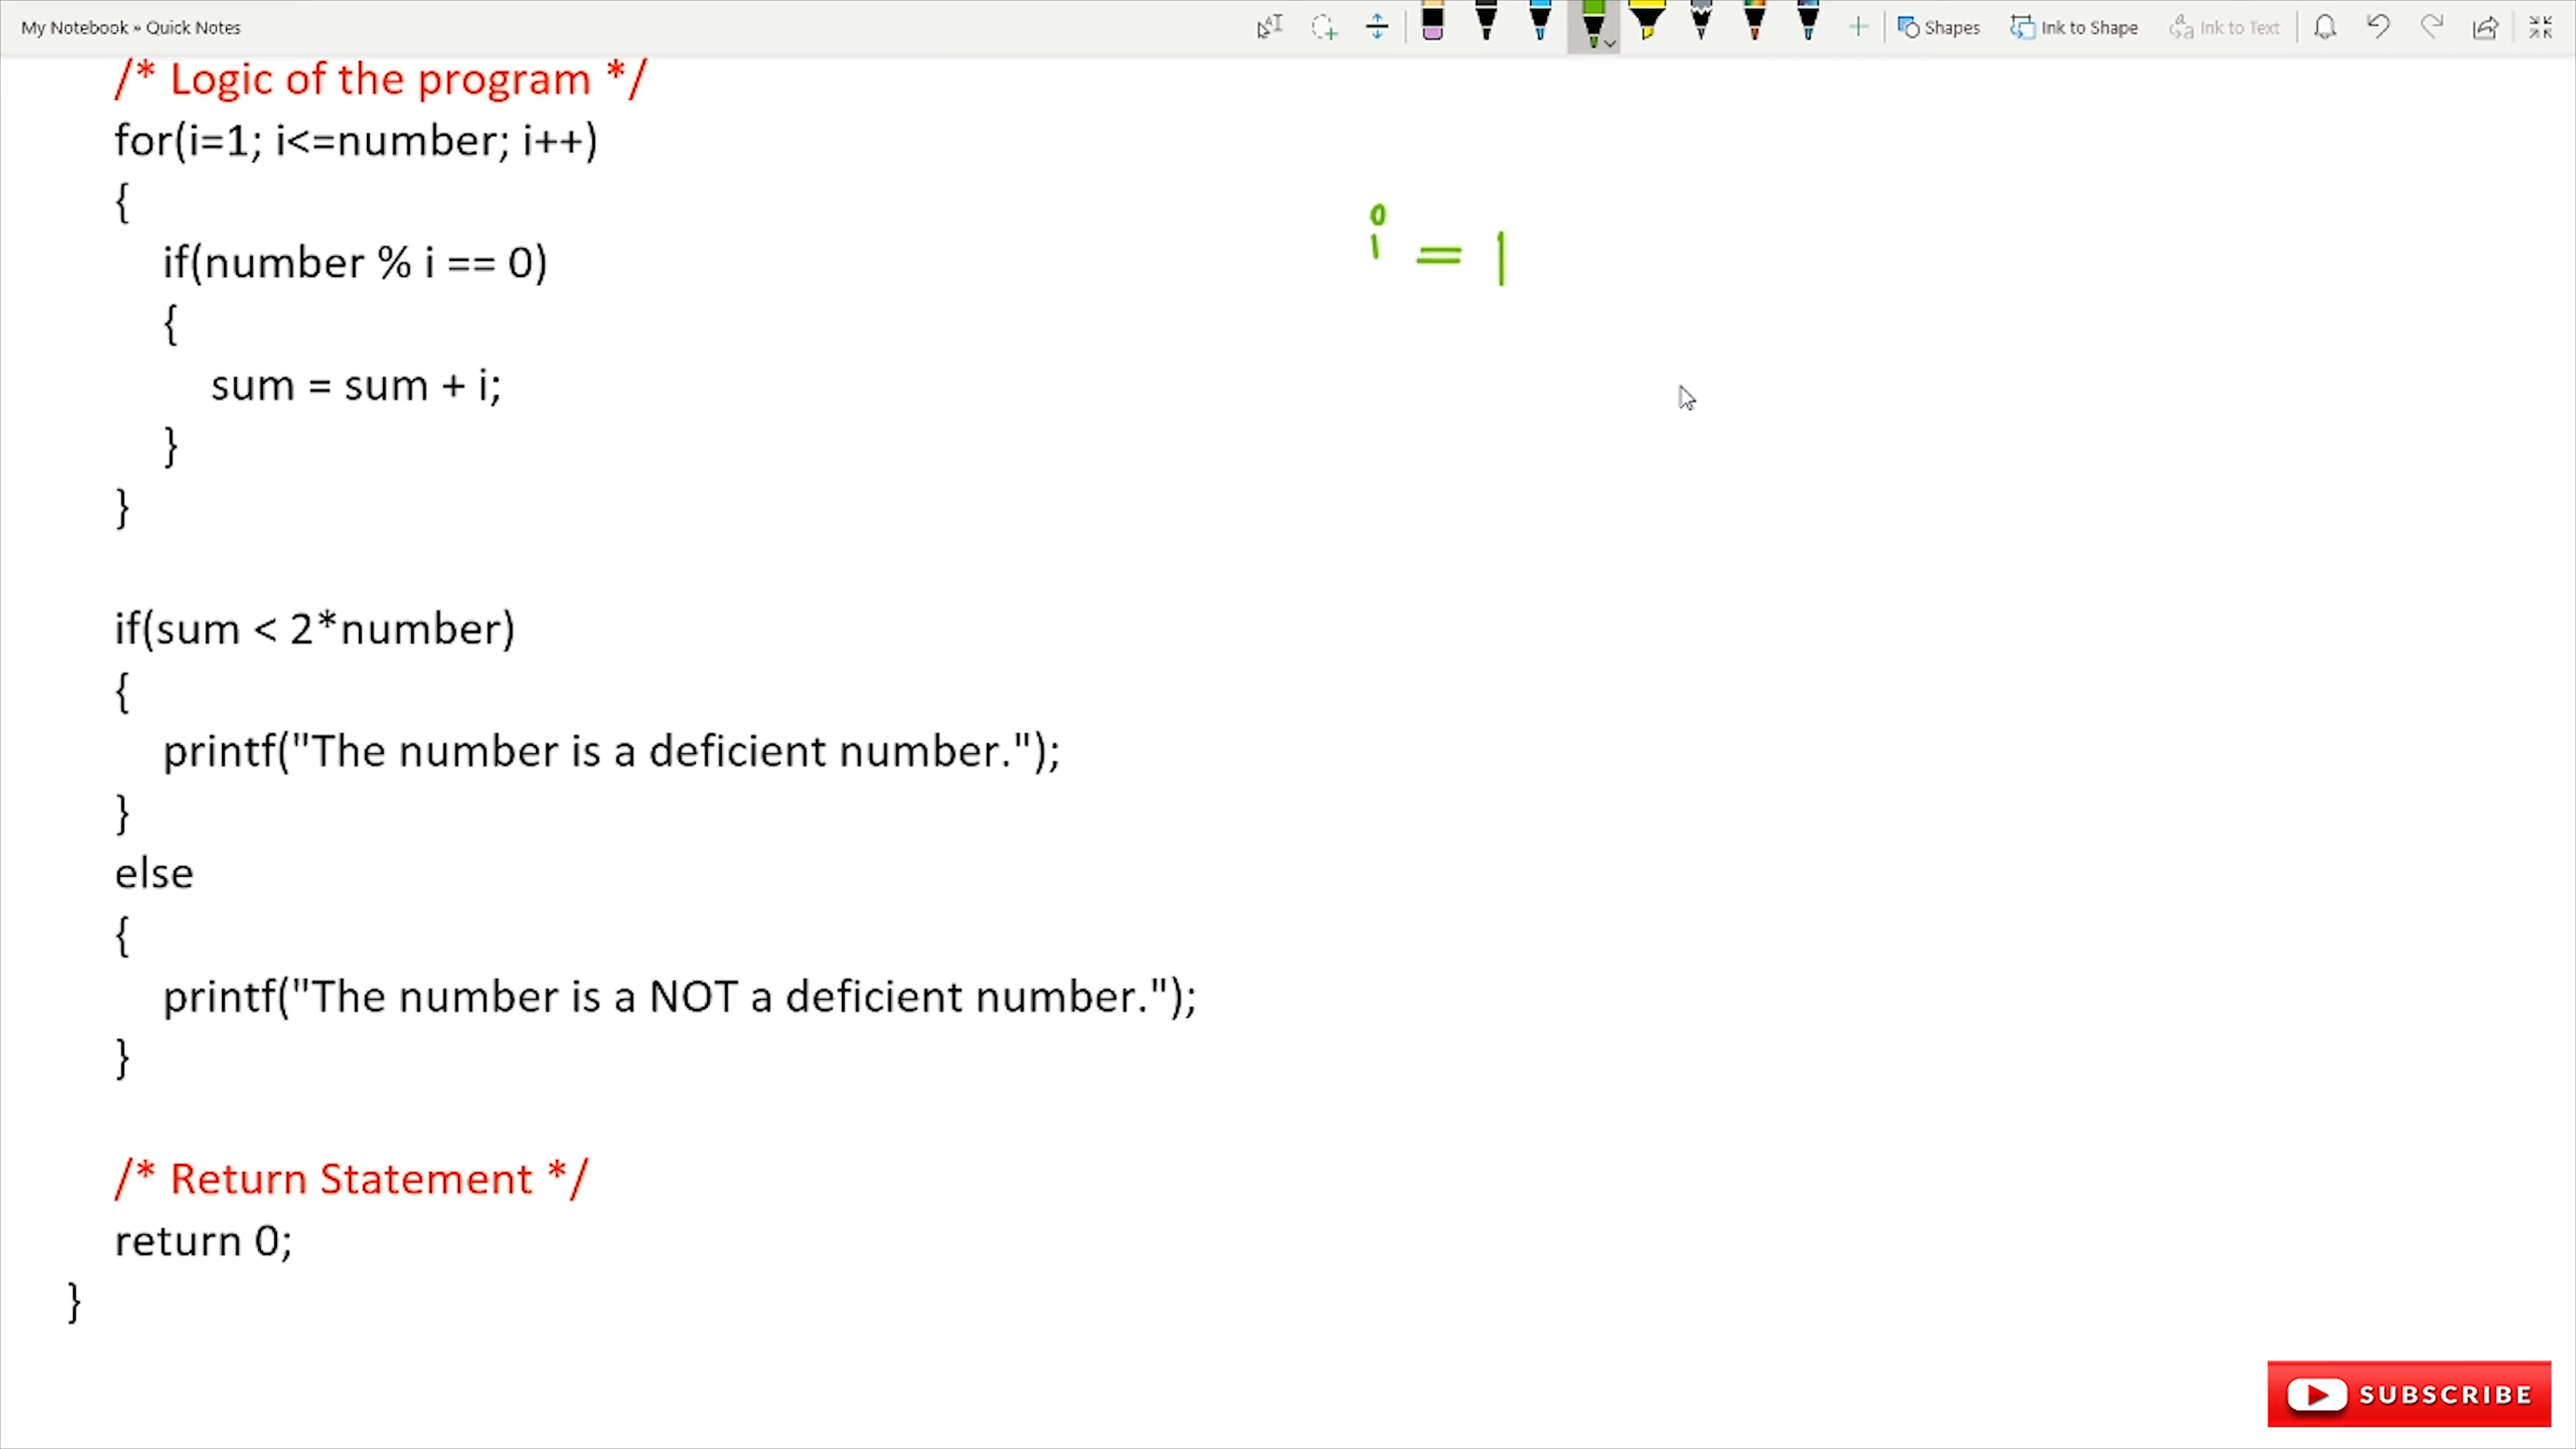 My Notebook » Quick Notes
Shapes Ink to Shape Ink to Text
/* Logic of the program */
for(i=1; i<=number; i++)
{
if(number % i == 0)
{
sum = sum + i;
}
}
i = 1
if(sum < 2*number)
{
printf("The number is a deficient number.");
}
else
{
printf("The number is a NOT a deficient number.");
}
/* Return Statement */
return 0;
}
SUBSCRIBE